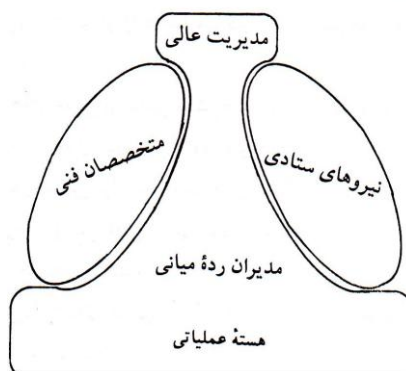 مدیریت عالی
متخصصان فنی
نیروهای ستادی
مدیران ردهٔ میانی
هستهٔ عملیاتی